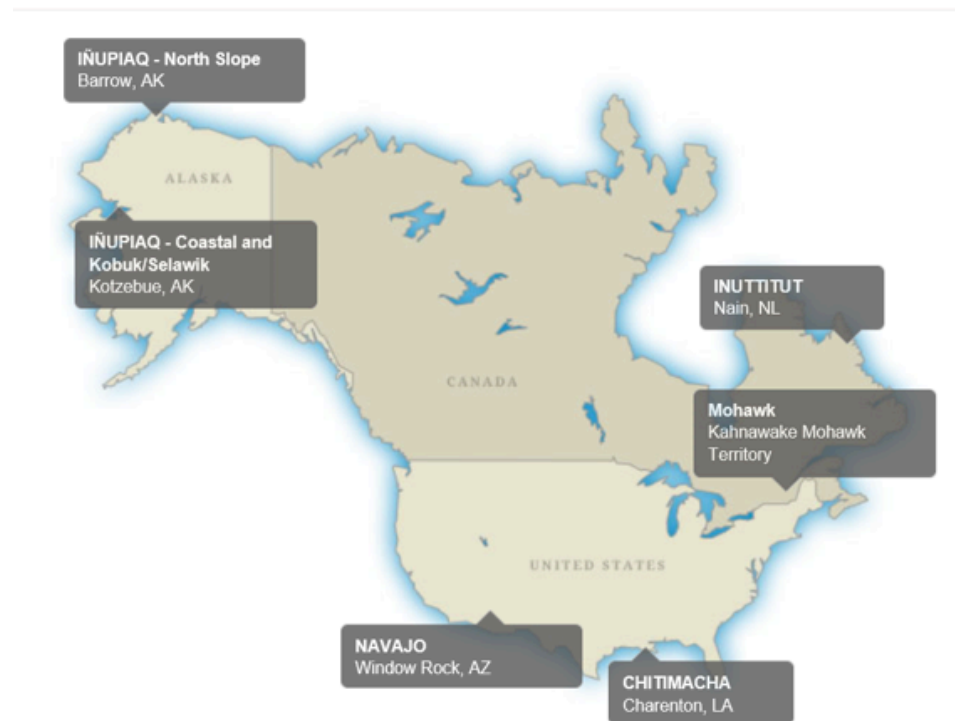 IÑUPIAQ - North Slope
Barrow, AK
ALASKA
IÑUPIAQ - Coastal and
Kobuk/Selawik
Kotzebue, AK
INUTTITUT
Nain, NL
CANADA
Mohawk
Kahnawake Mohawk
Territory
UNITED STATES
NAVAJO
Window Rock, AZ
CHITIMACHA
Charenton, LA